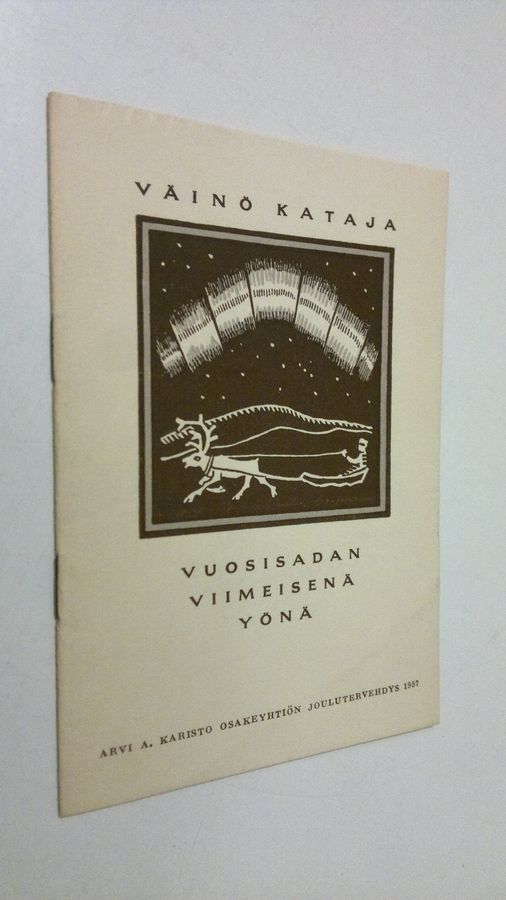 VÄINÖ KATAJA
VUOSISADAN
VIIMEISENÄ
YÖNÄ
ARVI A. KARISTO OSAKEYHTIÖN JOULUTERVEHDYS 1957